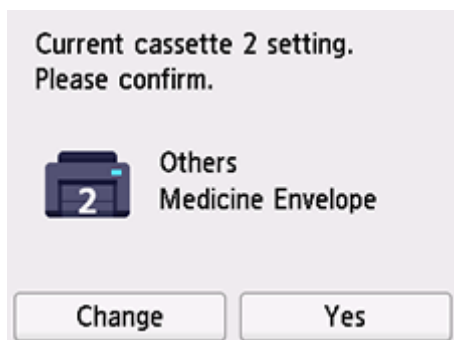 Current cassette 2 setting.
Please confirm.
2
Others
Medicine Envelope
Change
Yes